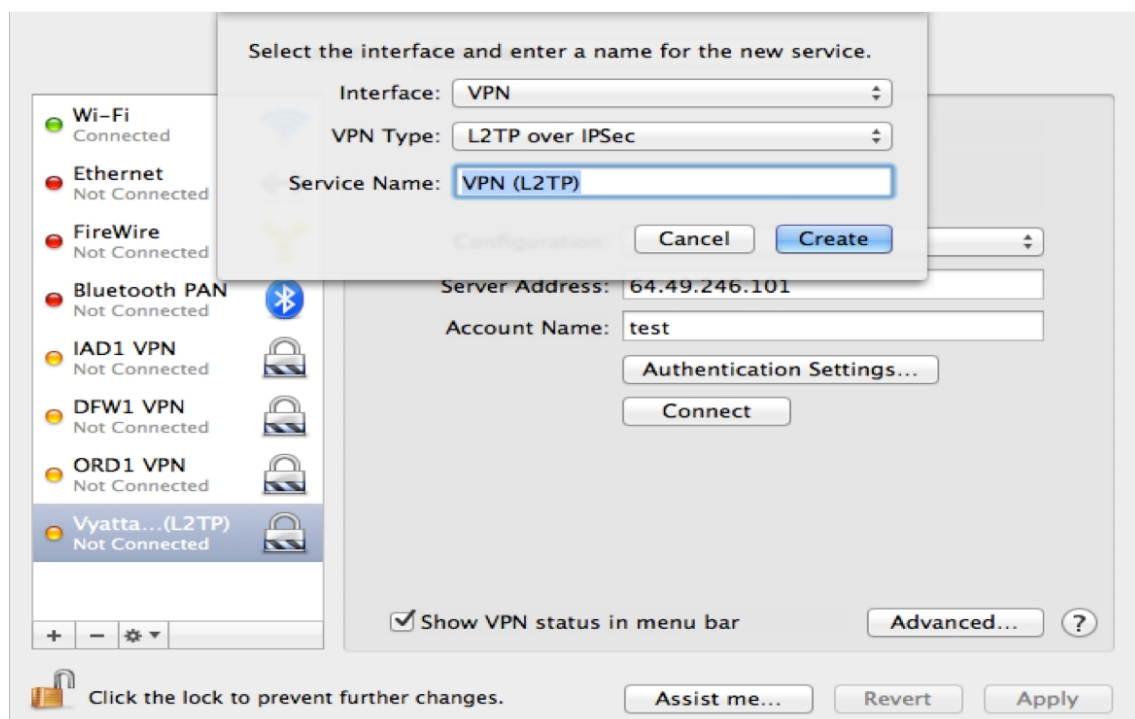 Select the interface and enter a name for the new service.
Interface: VPN
VPN Type: L2TP over IPSec
Service Name: VPN (L2TP)
Cancel Create
Wi-Fi
Connected
Ethernet
Not Connected
FireWire
Not Connected
Bluetooth PAN
Not Connected
IAD1 VPN
Not Connected
DFW1 VPN
Not Connected
ORD1 VPN
Not Connected
Vyatta...(L2TP)
Not Connected
Configuration:
Server Address: 64.49.246.101
Account Name: test
Authentication Settings...
Connect
Show VPN status in menu bar
Advanced... ?
+ −
Click the lock to prevent further changes.
Assist me... Revert Apply